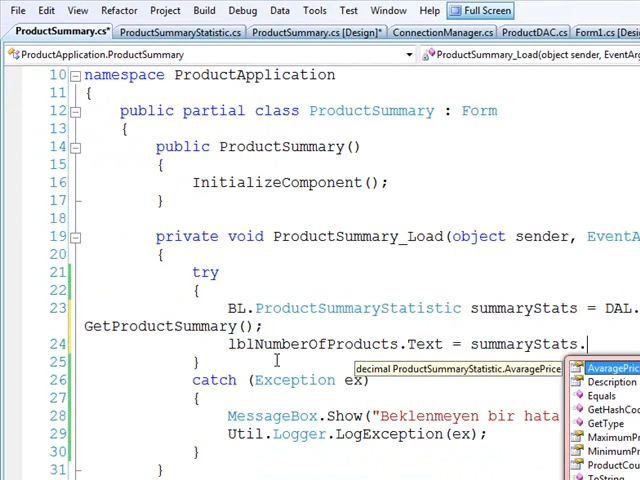 File Edit View Refactor Project Build Debug Data Tools Test Window Help Full Screen
ProductSummary.cs* ProductSummaryStatistic.cs ProductSummary.cs [Design]* ConnectionManager.cs ProductDAC.cs Form1.cs [Desi
ProductApplication.ProductSummary ProductSummary_Load(object sender, EventArg
10 namespace ProductApplication
11 {
12 public partial class ProductSummary : Form
13 {
14 public ProductSummary()
15 {
16 InitializeComponent();
17 }
18
19 private void ProductSummary_Load(object sender, EventA
20 {
21 try
22 {
23 BL.ProductSummaryStatistic summaryStats = DAL.
GetProductSummary();
24 lblNumberOfProducts.Text = summaryStats.
25 }
decimal ProductSummaryStatistic.AvaragePrice
AvaragePric
Description
Equals
GetHashCod
GetType
MaximumPr
MinimumPr
ProductCou
ToString
26 catch (Exception ex)
27 {
28 MessageBox.Show("Beklenmeyen bir hata
29 Util.Logger.LogException(ex);
30 }
31 }